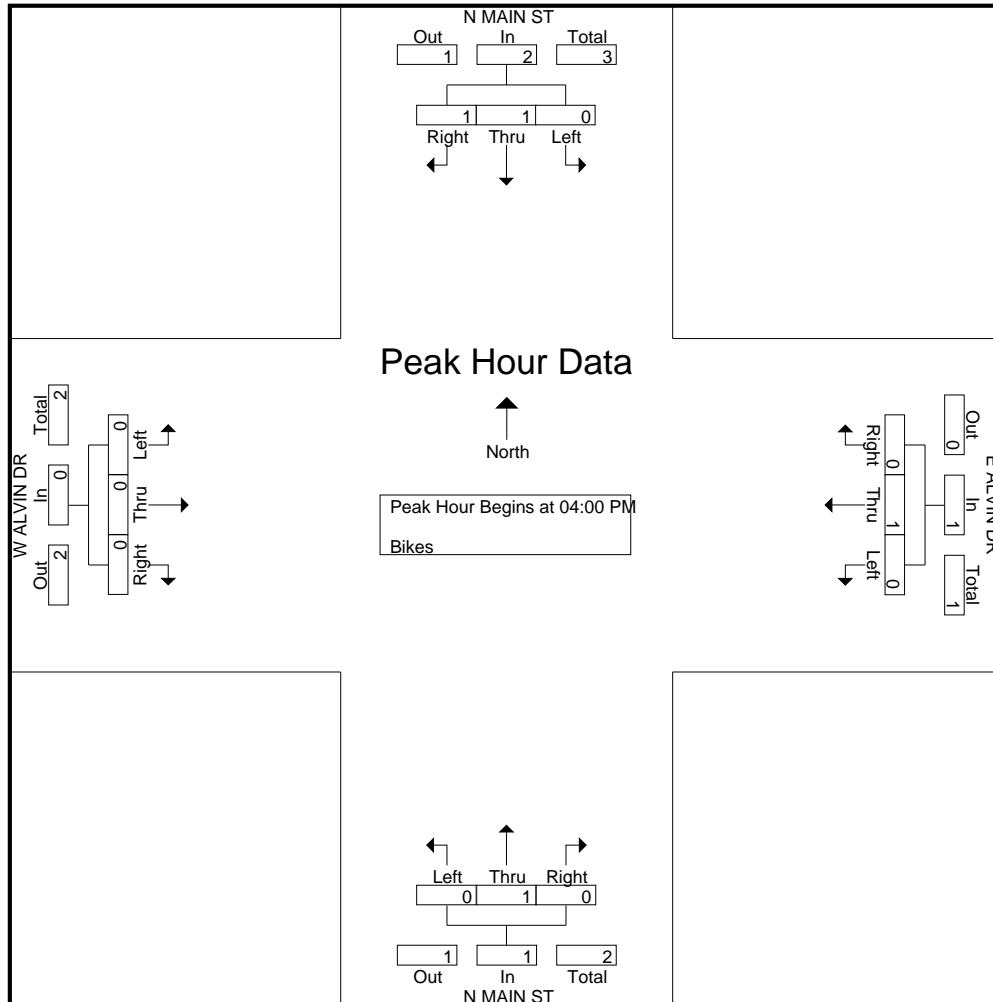 N MAIN ST
Out In Total
1 2 3
1 1 0
Right Thru Left
Peak Hour Data
North
Peak Hour Begins at 04:00 PM
Bikes
W ALVIN DR
Out In Total
2 0 2
0 0 0
Right Thru Left
E ALVIN DR
Out In Total
0 1 1
0 1 0
Right Thru Left
Left Thru Right
0 1 0
1 1 2
Out In Total
N MAIN ST